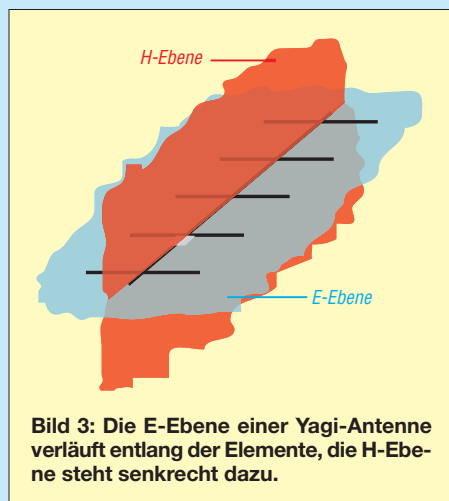 H-Ebene
E-Ebene
Bild 3: Die E-Ebene einer Yagi-Antenne
verläuft entlang der Elemente, die H-Ebe-
ne steht senkrecht dazu.